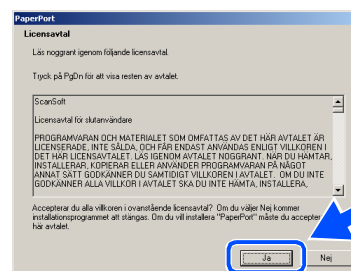 PaperPort
Licensavtal
Läs noggrant igenom följande licensavtal.
Tryck på PgDn för att visa resten av avtalet.
ScanSoft
Licensavtal för slutanvändare
PROGRAMVARAN OCH MATERIALET SOM OMFATTAS AV DET HÄR AVTALET ÄR
LICENSERADE, INTE SÅLDA, OCH FÅR ENDAST ANVÄNDAS ENLIGT VILLKOREN I
DET HÄR LICENSAVTALET. LÄS IGENOM AVTALET NOGGRANT. NÄR DU HÄMTAR,
INSTALLERAR, KOPIERAR ELLER ANVÄNDER PROGRAMVARAN PÅ NÅGOT
ANNAT SÄTT GODKÄNNER DU SAMTIDIGT VILLKOREN I AVTALET. OM DU INTE
GODKÄNNER ALLA VILLKOR I AVTALET SKA DU INTE HÄMTA, INSTALLERA,
Accepterar du alla villkoren i ovanstående licensavtal? Om du väljer Nej kommer
installationsprogrammet att stängas. Om du vill installera "PaperPort" måste du accepter
här avtalet.
Ja
Nej